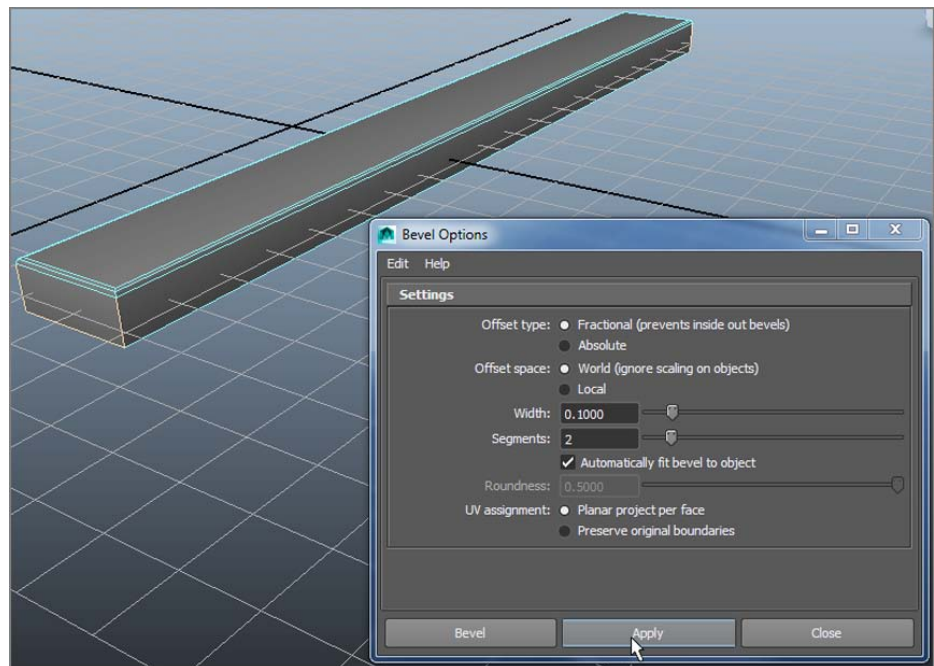 Bevel Options
Edit Help
Settings
Offset type: Fractional (prevents inside out bevels)
Absolute
Offset space: World (ignore scaling on objects)
Local
Width: 0.1000
Segments: 2
Automatically fit bevel to object
Roundness: 0.5000
UV assignment: Planar project per face
Preserve original boundaries
Bevel Apply Close